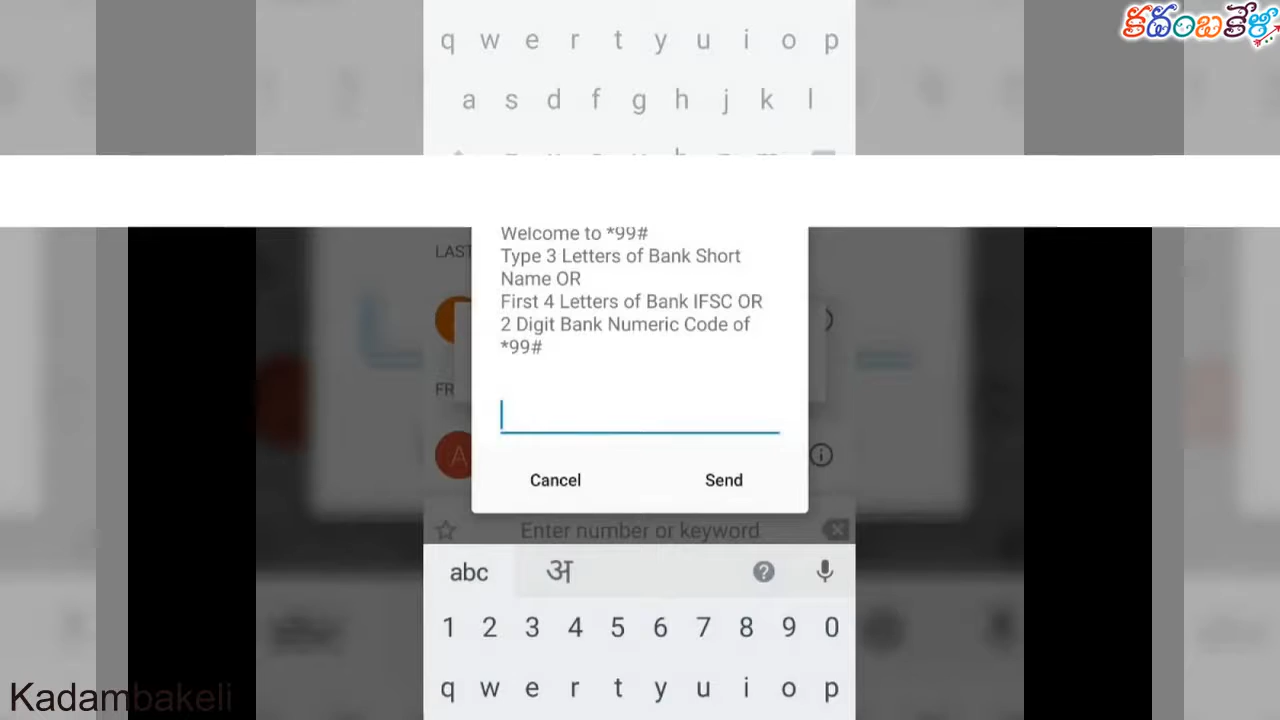 కదంబకేళి
q w e r t y u i o p
a s d f g h j k l
Welcome to *99#
Type 3 Letters of Bank Short
Name OR
First 4 Letters of Bank IFSC OR
2 Digit Bank Numeric Code of
*99#
LAST
FR
A
Cancel Send
Enter number or keyword
abc अ
1 2 3 4 5 6 7 8 9 0
q w e r t y u i o p
Kadambakeli